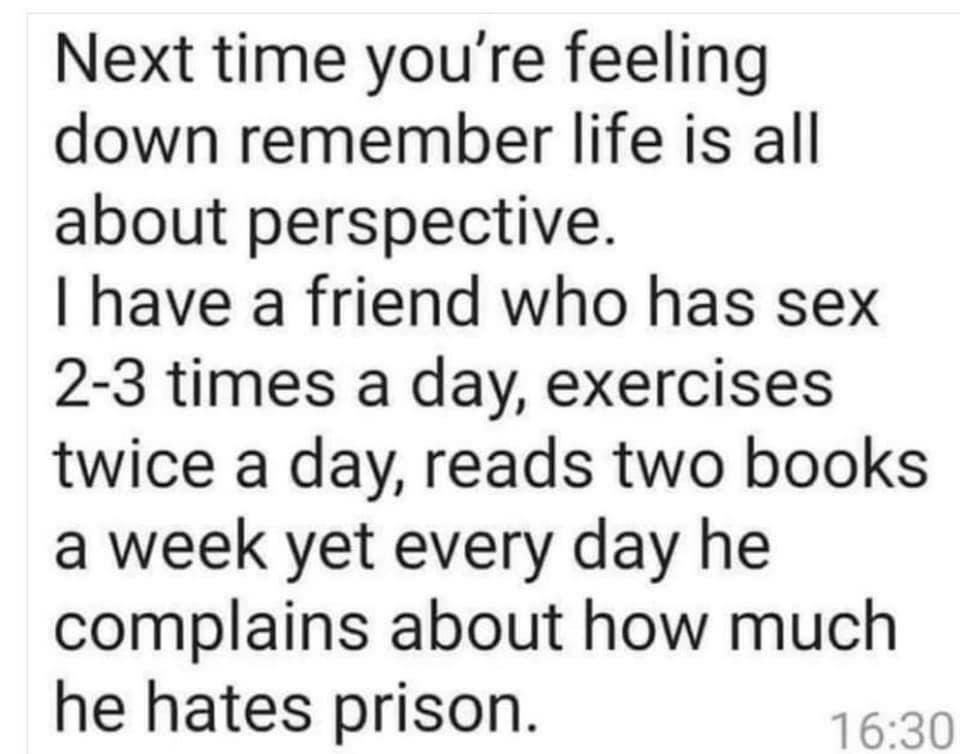 Next time you’re feeling
down remember life is all
about perspective.
I have a friend who has sex
2-3 times a day, exercises
twice a day, reads two books
a week yet every day he
complains about how much
he hates prison.
16:30